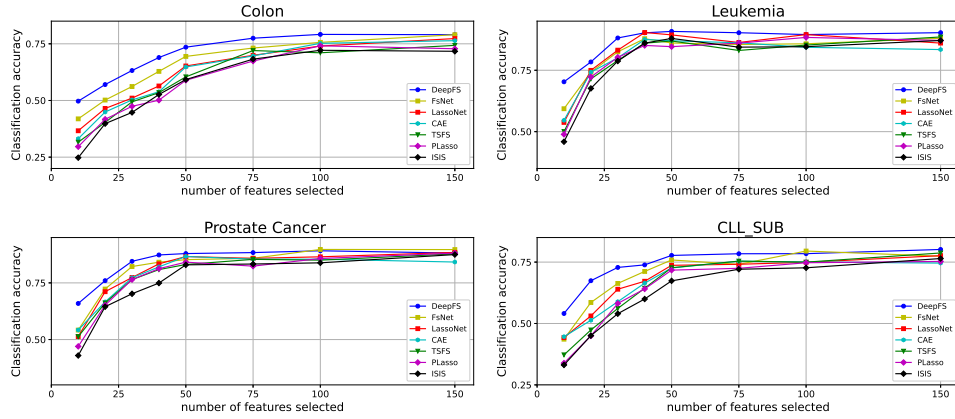 Colon
Classification accuracy
0.75
0.50
0.25
0 25 50 75 100 125 150
number of features selected
DeepFS
FsNet
LassoNet
CAE
TSFS
PLasso
ISIS
Leukemia
Classification accuracy
0.75
0.50
0 25 50 75 100 125 150
number of features selected
DeepFS
FsNet
LassoNet
CAE
TSFS
PLasso
ISIS
Prostate Cancer
Classification accuracy
0.75
0.50
0 25 50 75 100 125 150
number of features selected
DeepFS
FsNet
LassoNet
CAE
TSFS
PLasso
ISIS
CLL_SUB
Classification accuracy
0.75
0.50
0.25
0 25 50 75 100 125 150
number of features selected
DeepFS
FsNet
LassoNet
CAE
TSFS
PLasso
ISIS